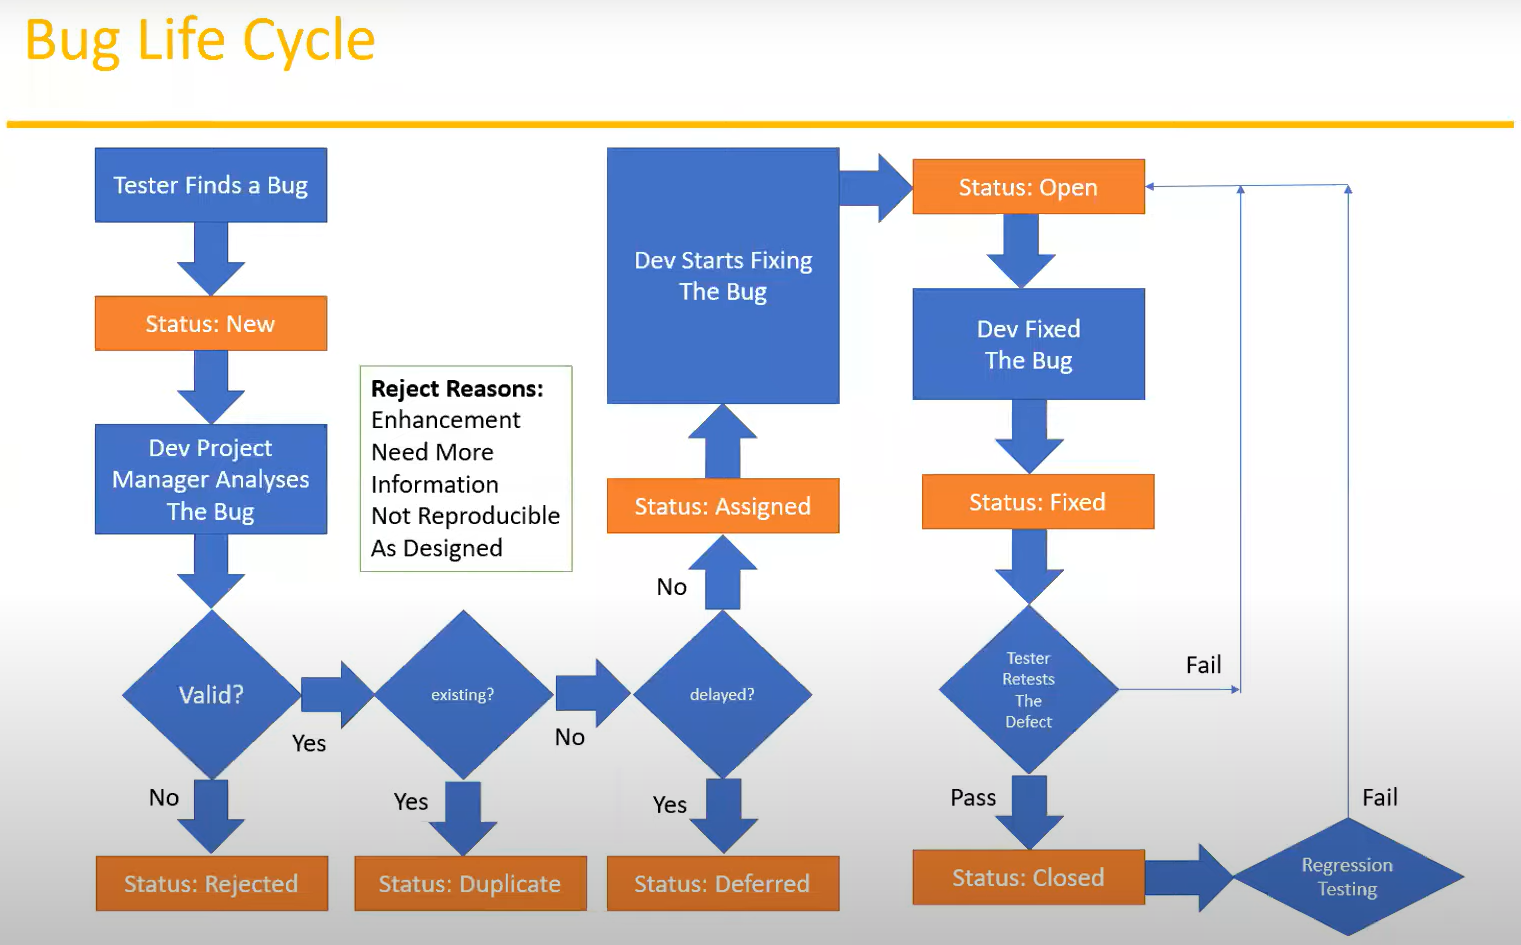 Bug Life Cycle
Tester Finds a Bug
Status: New
Dev Project
Manager Analyses
The Bug
Valid?
Yes
No
Status: Rejected
Reject Reasons:
Enhancement
Need More
Information
Not Reproducible
As Designed
existing?
No
Yes
Status: Duplicate
delayed?
Yes
Status: Deferred
No
Status: Assigned
Dev Starts Fixing
The Bug
Status: Open
Dev Fixed
The Bug
Status: Fixed
Tester
Retests
The
Defect
Fail
Pass
Status: Closed
Regression
Testing
Fail